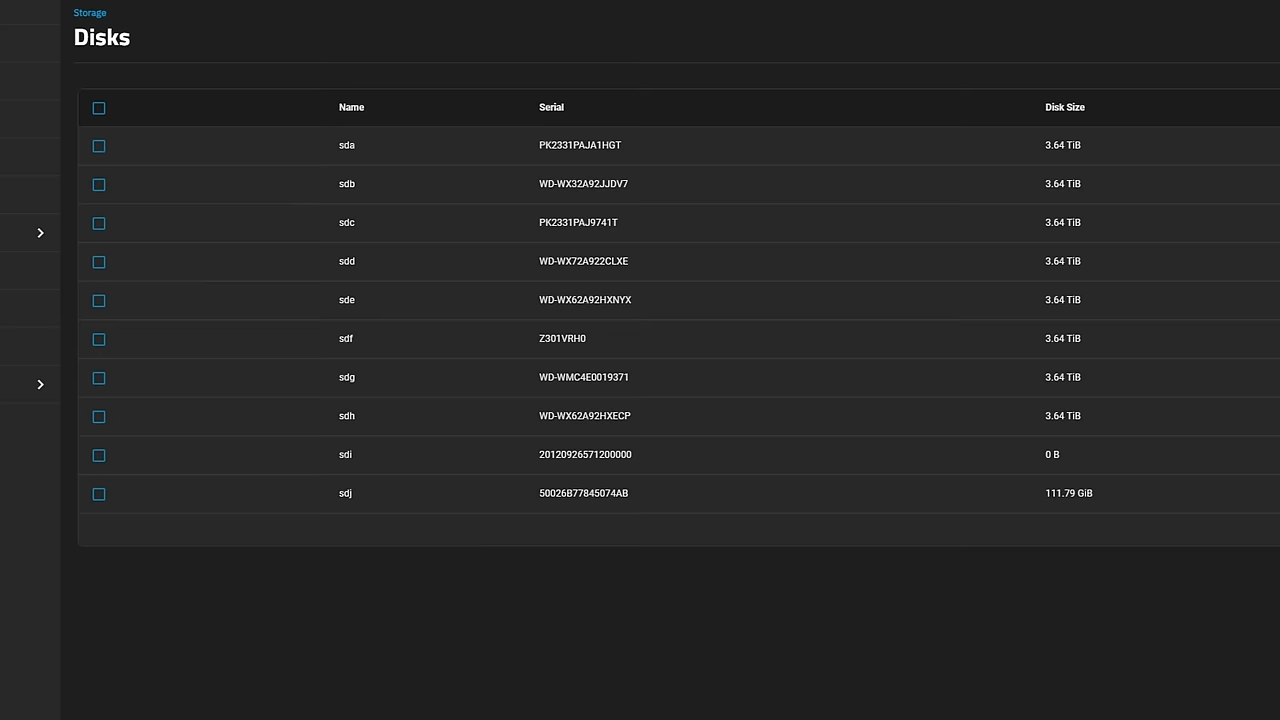 Storage
Disks
Name Serial Disk Size
sda PK2331PAJA1HGT 3.64 TiB
sdb WD-WX32A92JJDV7 3.64 TiB
sdc PK2331PAJ9741T 3.64 TiB
sdd WD-WX72A922CLXE 3.64 TiB
sde WD-WX62A92HXNYX 3.64 TiB
sdf Z301VRH0 3.64 TiB
sdg WD-WMC4E0019371 3.64 TiB
sdh WD-WX62A92HXECP 3.64 TiB
sdi 20120926571200000 0 B
sdj 50026B77845074AB 111.79 GiB